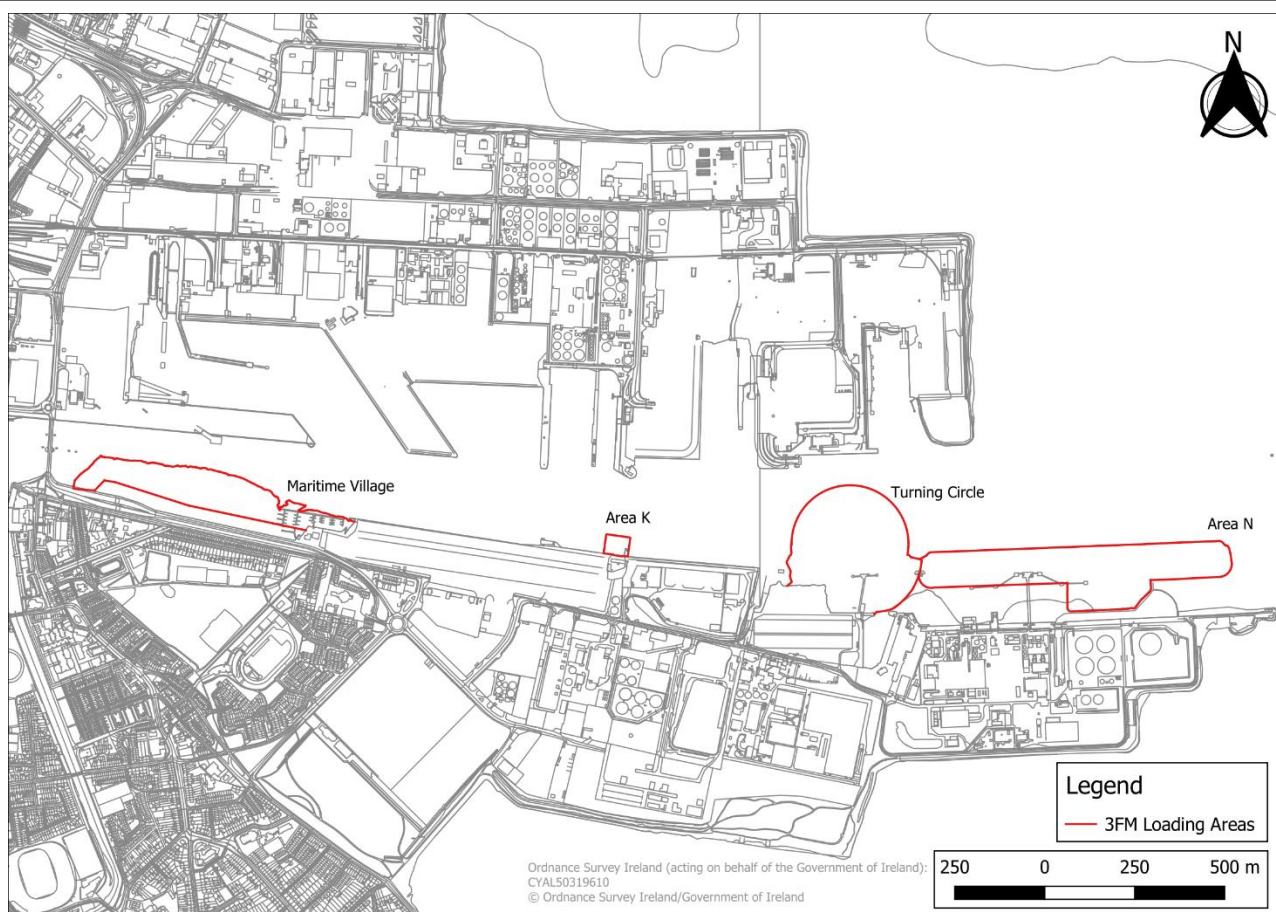 N
Maritime Village
Area K
Turning Circle
Area N
Legend
3FM Loading Areas
Ordnance Survey Ireland (acting on behalf of the Government of Ireland):
CYAL50319610
© Ordnance Survey Ireland/Government of Ireland
250 0 250 500 m